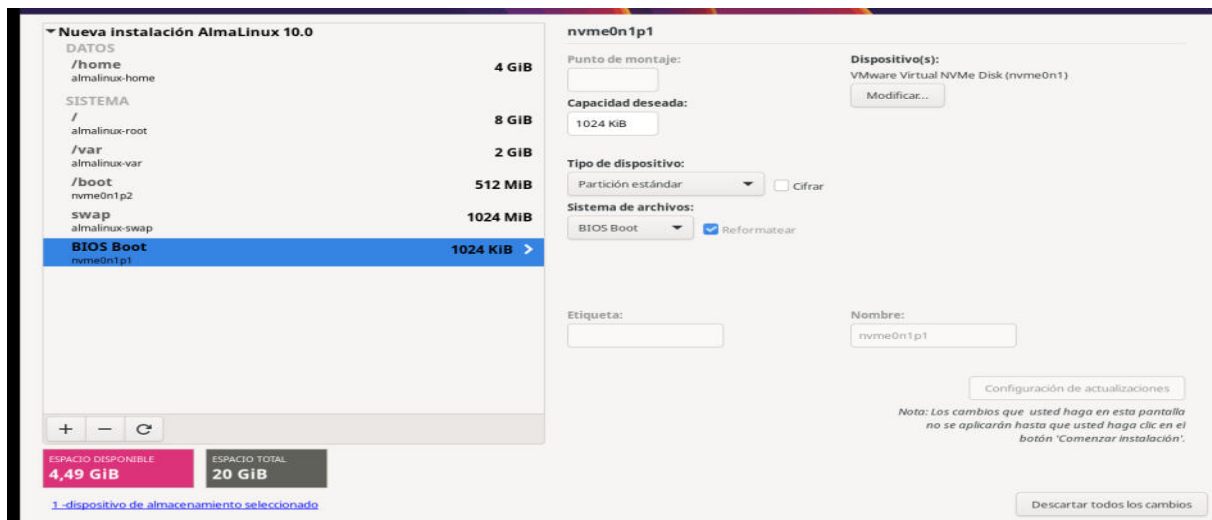 Nueva instalación AlmaLinux 10.0
DATOS
/home
almalinux-home
4 GiB
SISTEMA
/
almalinux-root
8 GiB
/var
almalinux-var
2 GiB
/boot
nvme0n1p2
512 MiB
swap
almalinux-swap
1024 MiB
BIOS Boot
nvme0n1p1
1024 KiB
+ −
ESPACIO DISPONIBLE
4,49 GiB
ESPACIO TOTAL
20 GiB
1 -dispositivo de almacenamiento seleccionado
nvme0n1p1
Punto de montaje:
Dispositivo(s):
VMware Virtual NVMe Disk (nvme0n1)
Modificar...
Capacidad deseada:
1024 KiB
Tipo de dispositivo:
Partición estándar
Cifrar
Sistema de archivos:
BIOS Boot
Reformatear
Etiqueta:
Nombre:
nvme0n1p1
Configuración de actualizaciones
Nota: Los cambios que usted haga en esta pantalla
no se aplicarán hasta que usted haga clic en el
botón 'Comenzar instalación'.
Descartar todos los cambios